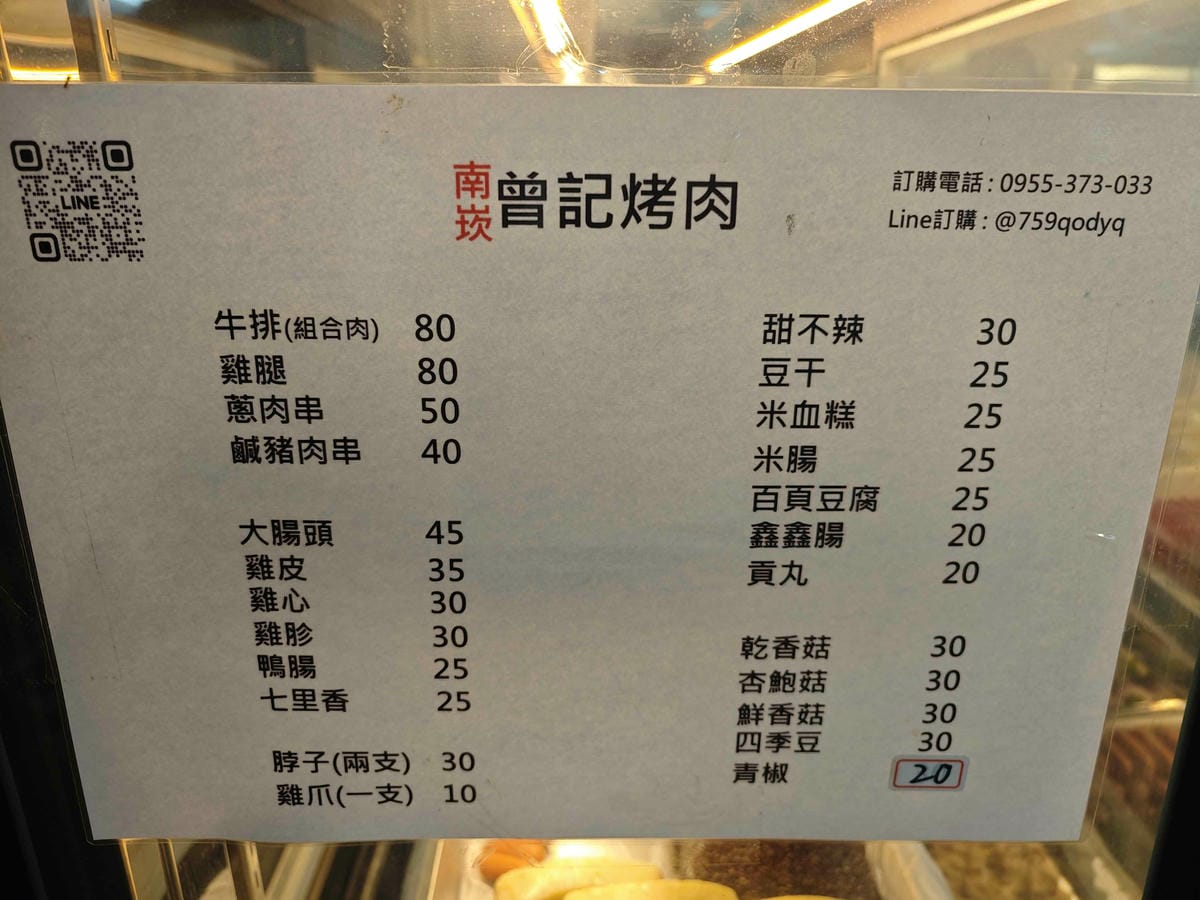 LINE
南崁曾記烤肉
訂購電話 : 0955-373-033
Line訂購 : @759qodyq
牛排(組合肉) 80
雞腿 80
蔥肉串 50
鹹豬肉串 40
大腸頭 45
雞皮 35
雞心 30
雞胗 30
鴨腸 25
七里香 25
脖子(兩支) 30
雞爪(一支) 10
甜不辣 30
豆干 25
米血糕 25
米腸 25
百頁豆腐 25
鑫鑫腸 20
貢丸 20
乾香菇 30
杏鮑菇 30
鮮香菇 30
四季豆 30
青椒 20